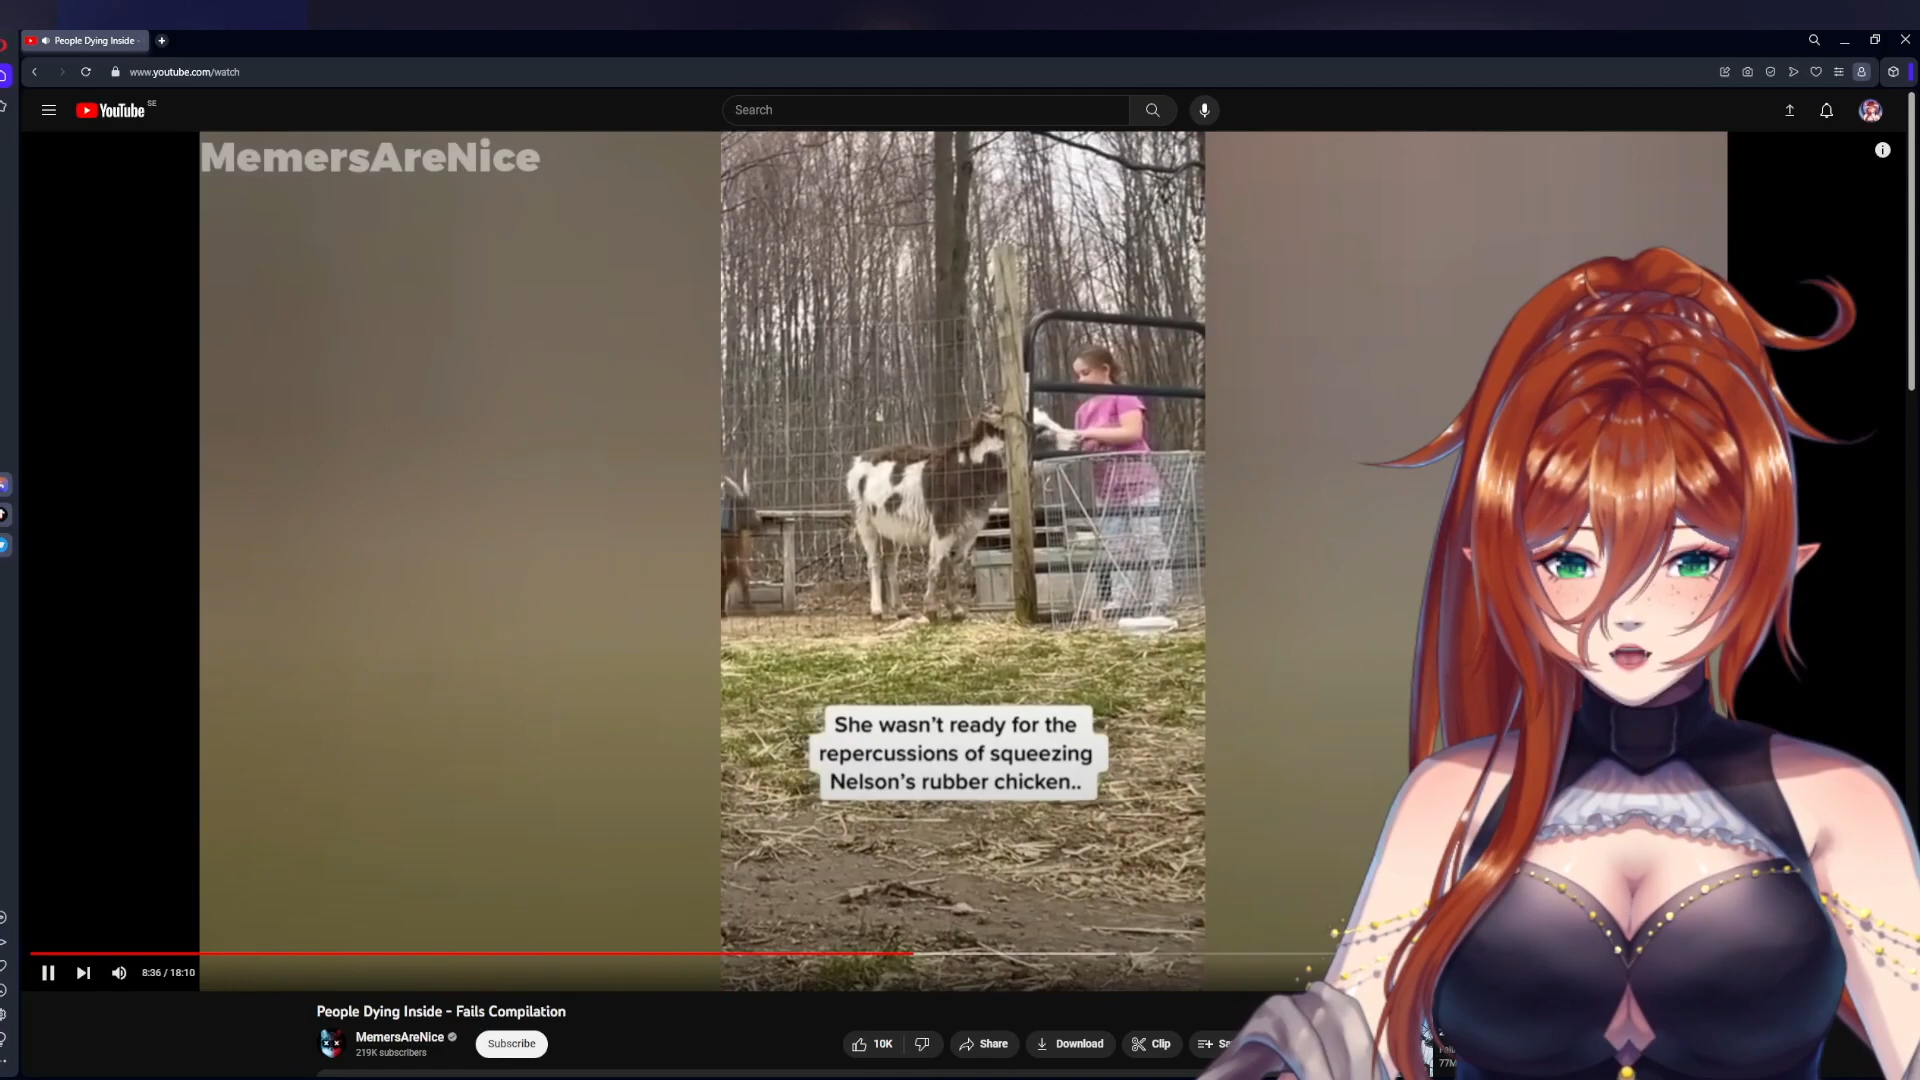 People Dying Inside -
www.youtube.com/watch
YouTube SE
Search
MemersAreNice
She wasn't ready for the
repercussions of squeezing
Nelson's rubber chicken..
8:36 / 18:10
People Dying Inside - Fails Compilation
MemersAreNice
219K subscribers
Subscribe
10K
Share
Download
Clip
77M